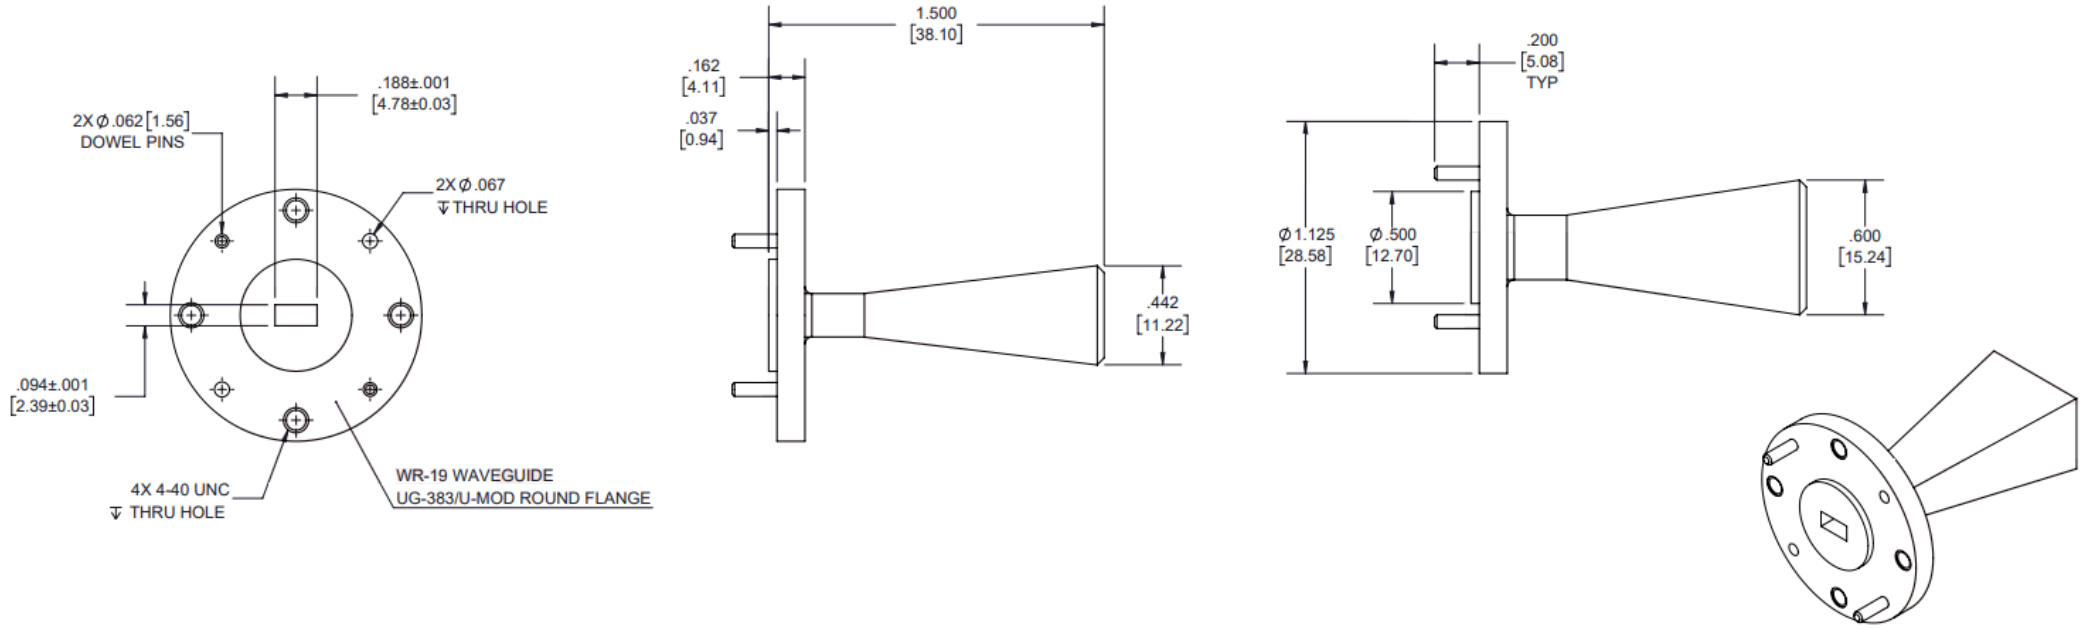 .188±.001
[4.78±0.03]
2X Ø.062[1.56]
DOWEL PINS
2X Ø.067
↧ THRU HOLE
.094±.001
[2.39±0.03]
4X 4-40 UNC
↧ THRU HOLE
WR-19 WAVEGUIDE
UG-383/U-MOD ROUND FLANGE
1.500
[38.10]
.162
[4.11]
.037
[0.94]
.442
[11.22]
.200
[5.08]
TYP
Ø1.125
[28.58]
Ø.500
[12.70]
.600
[15.24]